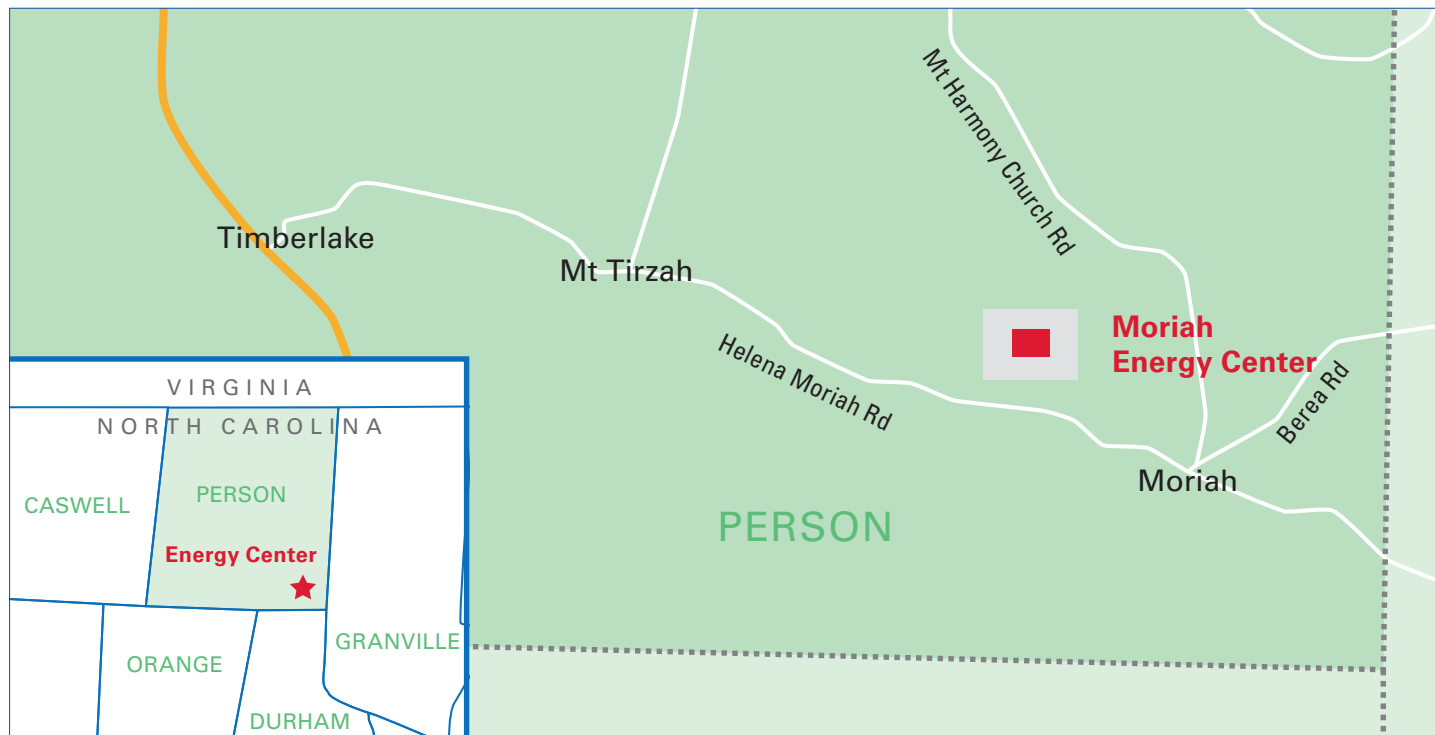 Mt Harmony Church Rd
Timberlake
Mt Tirzah
Moriah
Energy Center
Helena Moriah Rd
Berea Rd
Moriah
PERSON
VIRGINIA
NORTH CAROLINA
CASWELL
PERSON
Energy Center
GRANVILLE
ORANGE
DURHAM